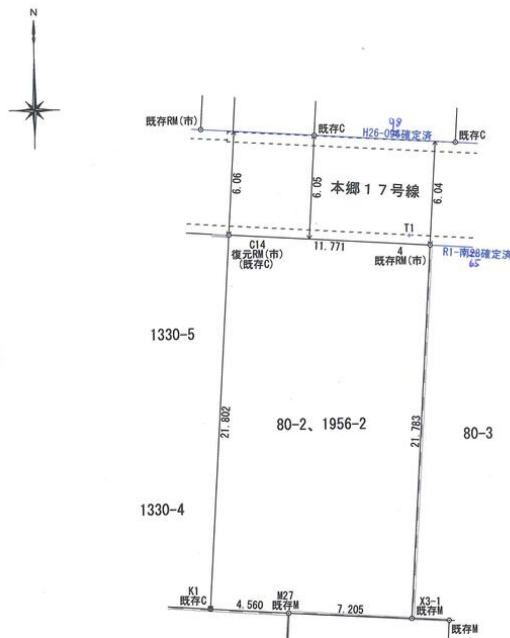 N
既存RM(市)
98
既存C
H26-094確定済
既存C
6.06
6.05
本郷17号線
6.04
T1
C14
11.771
4
復元RM(市)
(既存C)
既存RM(市)
R1-南28確定済
65
1330-5
21.802
80-2、1956-2
21.783
80-3
1330-4
K1
既存C
4.560
M27
既存M
7.205
X3-1
既存M
既存M